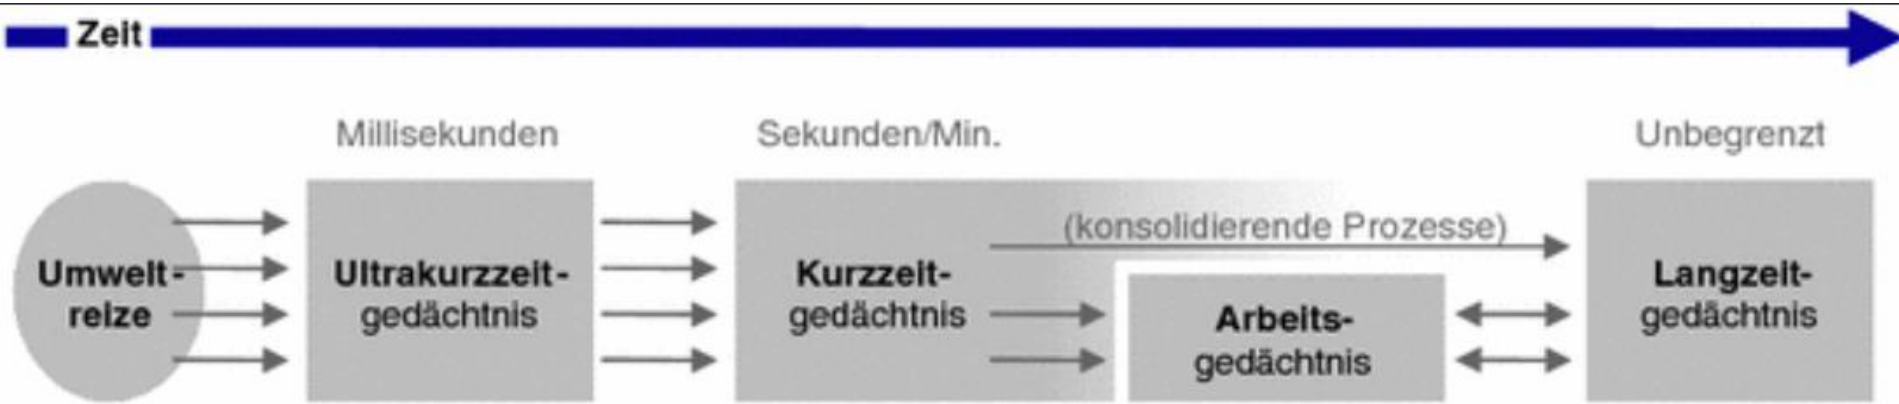 Zeit
Millisekunden
Sekunden/Min.
Unbegrenzt
Umwelt-
reize
Ultrakurzzeit-
gedächtnis
Kurzzeit-
gedächtnis
(konsolidierende Prozesse)
Arbeits-
gedächtnis
Langzeit-
gedächtnis